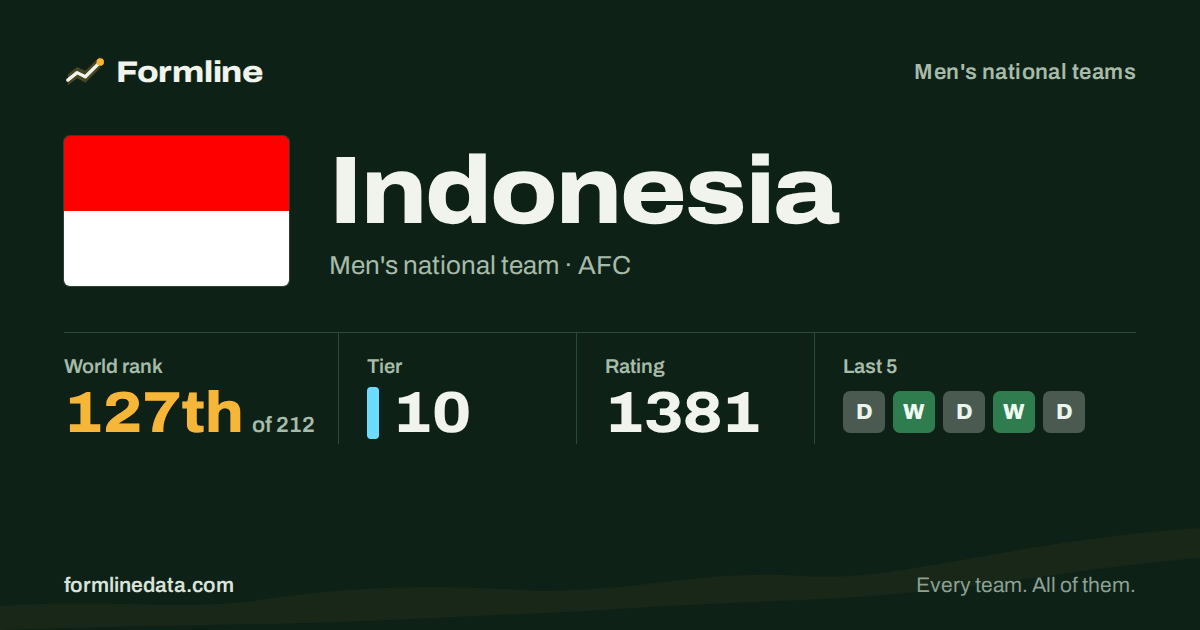 Formline
Men's national teams
Indonesia
Men's national team · AFC
World rank
127th of 212
Tier
10
Rating
1381
Last 5
D W D W D
formlinedata.com
Every team. All of them.